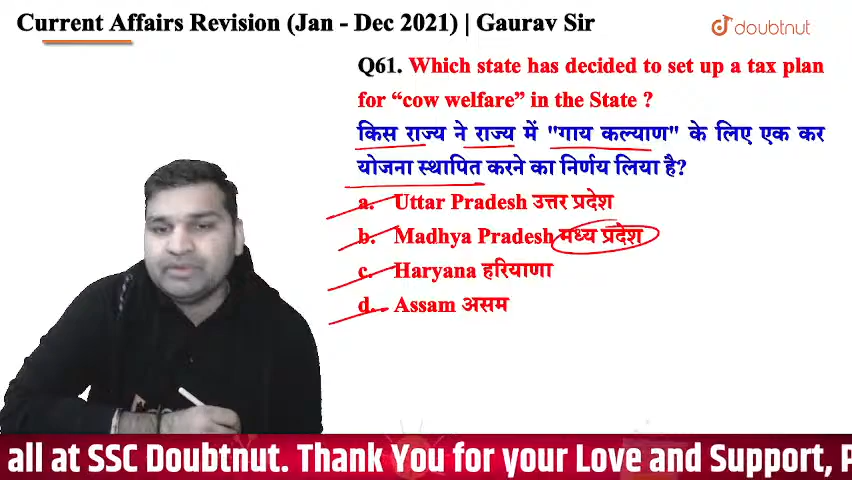 Current Affairs Revision (Jan - Dec 2021) | Gaurav Sir
doubtnut
Q61. Which state has decided to set up a tax plan
for “cow welfare” in the State ?
किस राज्य ने राज्य में "गाय कल्याण" के लिए एक कर
योजना स्थापित करने का निर्णय लिया है?
a. Uttar Pradesh उत्तर प्रदेश
b. Madhya Pradesh मध्य प्रदेश
c. Haryana हरियाणा
d. Assam असम
all at SSC Doubtnut. Thank You for your Love and Support, P